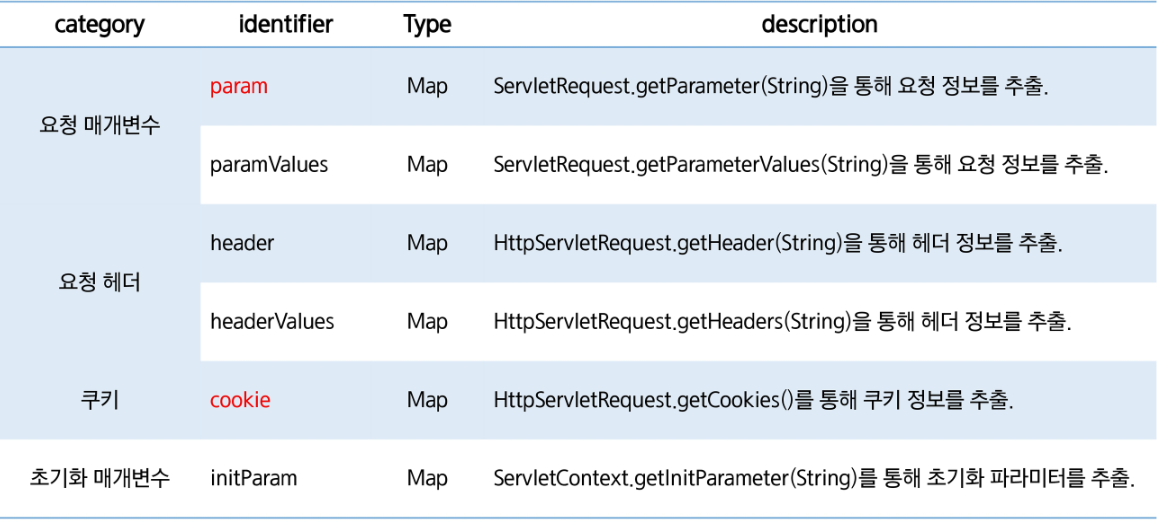 category identifier Type description
요청 매개변수
param Map ServletRequest.getParameter(String)을 통해 요청 정보를 추출.
paramValues Map ServletRequest.getParameterValues(String)을 통해 요청 정보를 추출.
요청 헤더
header Map HttpServletRequest.getHeader(String)을 통해 헤더 정보를 추출.
headerValues Map HttpServletRequest.getHeaders(String)을 통해 헤더 정보를 추출.
쿠키 cookie Map HttpServletRequest.getCookies()를 통해 쿠키 정보를 추출.
초기화 매개변수 initParam Map ServletContext.getInitParameter(String)를 통해 초기화 파라미터를 추출.